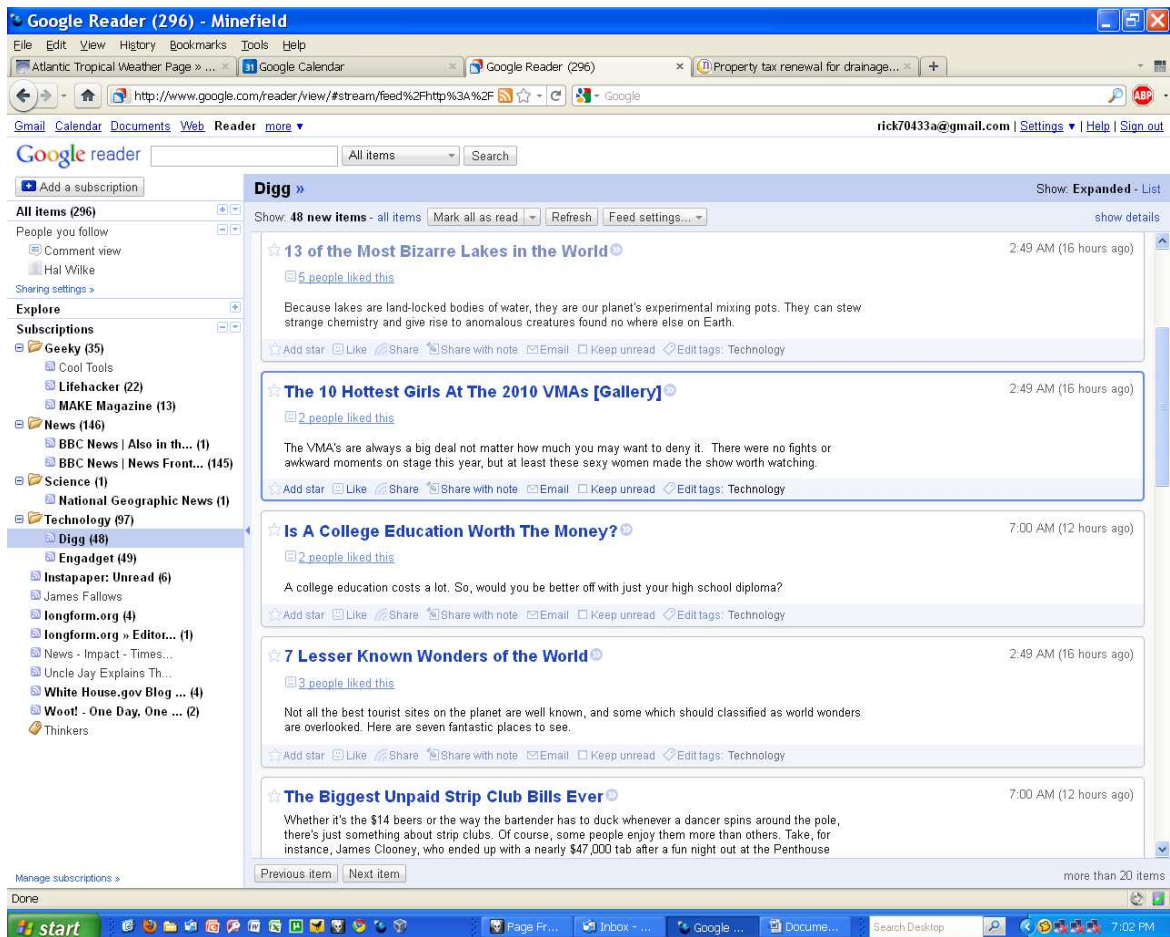 Google Reader (296) - Minefield
File Edit View History Bookmarks Tools Help
Atlantic Tropical Weather Page » ...
Google Calendar
Google Reader (296)
Property tax renewal for drainage...
http://www.google.com/reader/view/#stream/feed%2Fhttp%3A%2F
Google
ABP
Gmail Calendar Documents Web Reader more ▼
rick70433a@gmail.com | Settings ▼ | Help | Sign out
Google reader
All items
Search
Add a subscription
All items (296)
People you follow
Comment view
Hal Wilke
Sharing settings »
Explore
Subscriptions
Geeky (35)
Cool Tools
Lifehacker (22)
MAKE Magazine (13)
News (146)
BBC News | Also in th... (1)
BBC News | News Front... (145)
Science (1)
National Geographic News (1)
Technology (97)
Digg (48)
Engadget (49)
Instapaper: Unread (6)
James Fallows
longform.org (4)
longform.org » Editor... (1)
News - Impact - Times...
Uncle Jay Explains Th...
White House.gov Blog ... (4)
Woot! - One Day, One ... (2)
Thinkers
Manage subscriptions »
Digg »
Show: Expanded - List
Show: 48 new items - all items
Mark all as read
Refresh
Feed settings...
show details
13 of the Most Bizarre Lakes in the World
2:49 AM (16 hours ago)
5 people liked this
Because lakes are land-locked bodies of water, they are our planet's experimental mixing pots. They can stew
strange chemistry and give rise to anomalous creatures found no where else on Earth.
Add star Like Share Share with note Email Keep unread Edit tags: Technology
The 10 Hottest Girls At The 2010 VMAs [Gallery]
2:49 AM (16 hours ago)
2 people liked this
The VMA's are always a big deal not matter how much you may want to deny it. There were no fights or
awkward moments on stage this year, but at least these sexy women made the show worth watching.
Add star Like Share Share with note Email Keep unread Edit tags: Technology
Is A College Education Worth The Money?
7:00 AM (12 hours ago)
2 people liked this
A college education costs a lot. So, would you be better off with just your high school diploma?
Add star Like Share Share with note Email Keep unread Edit tags: Technology
7 Lesser Known Wonders of the World
2:49 AM (16 hours ago)
3 people liked this
Not all the best tourist sites on the planet are well known, and some which should classified as world wonders
are overlooked. Here are seven fantastic places to see.
Add star Like Share Share with note Email Keep unread Edit tags: Technology
The Biggest Unpaid Strip Club Bills Ever
7:00 AM (12 hours ago)
Whether it's the $14 beers or the way the bartender has to duck whenever a dancer spins around the pole,
there's just something about strip clubs. Of course, some people enjoy them more than others. Take, for
instance, James Clooney, who ended up with a nearly $47,000 tab after a fun night out at the Penthouse
Previous item
Next item
more than 20 items
Done
start
Page Fr...
Inbox - ...
Google ...
Docume...
Search Desktop
7:02 PM